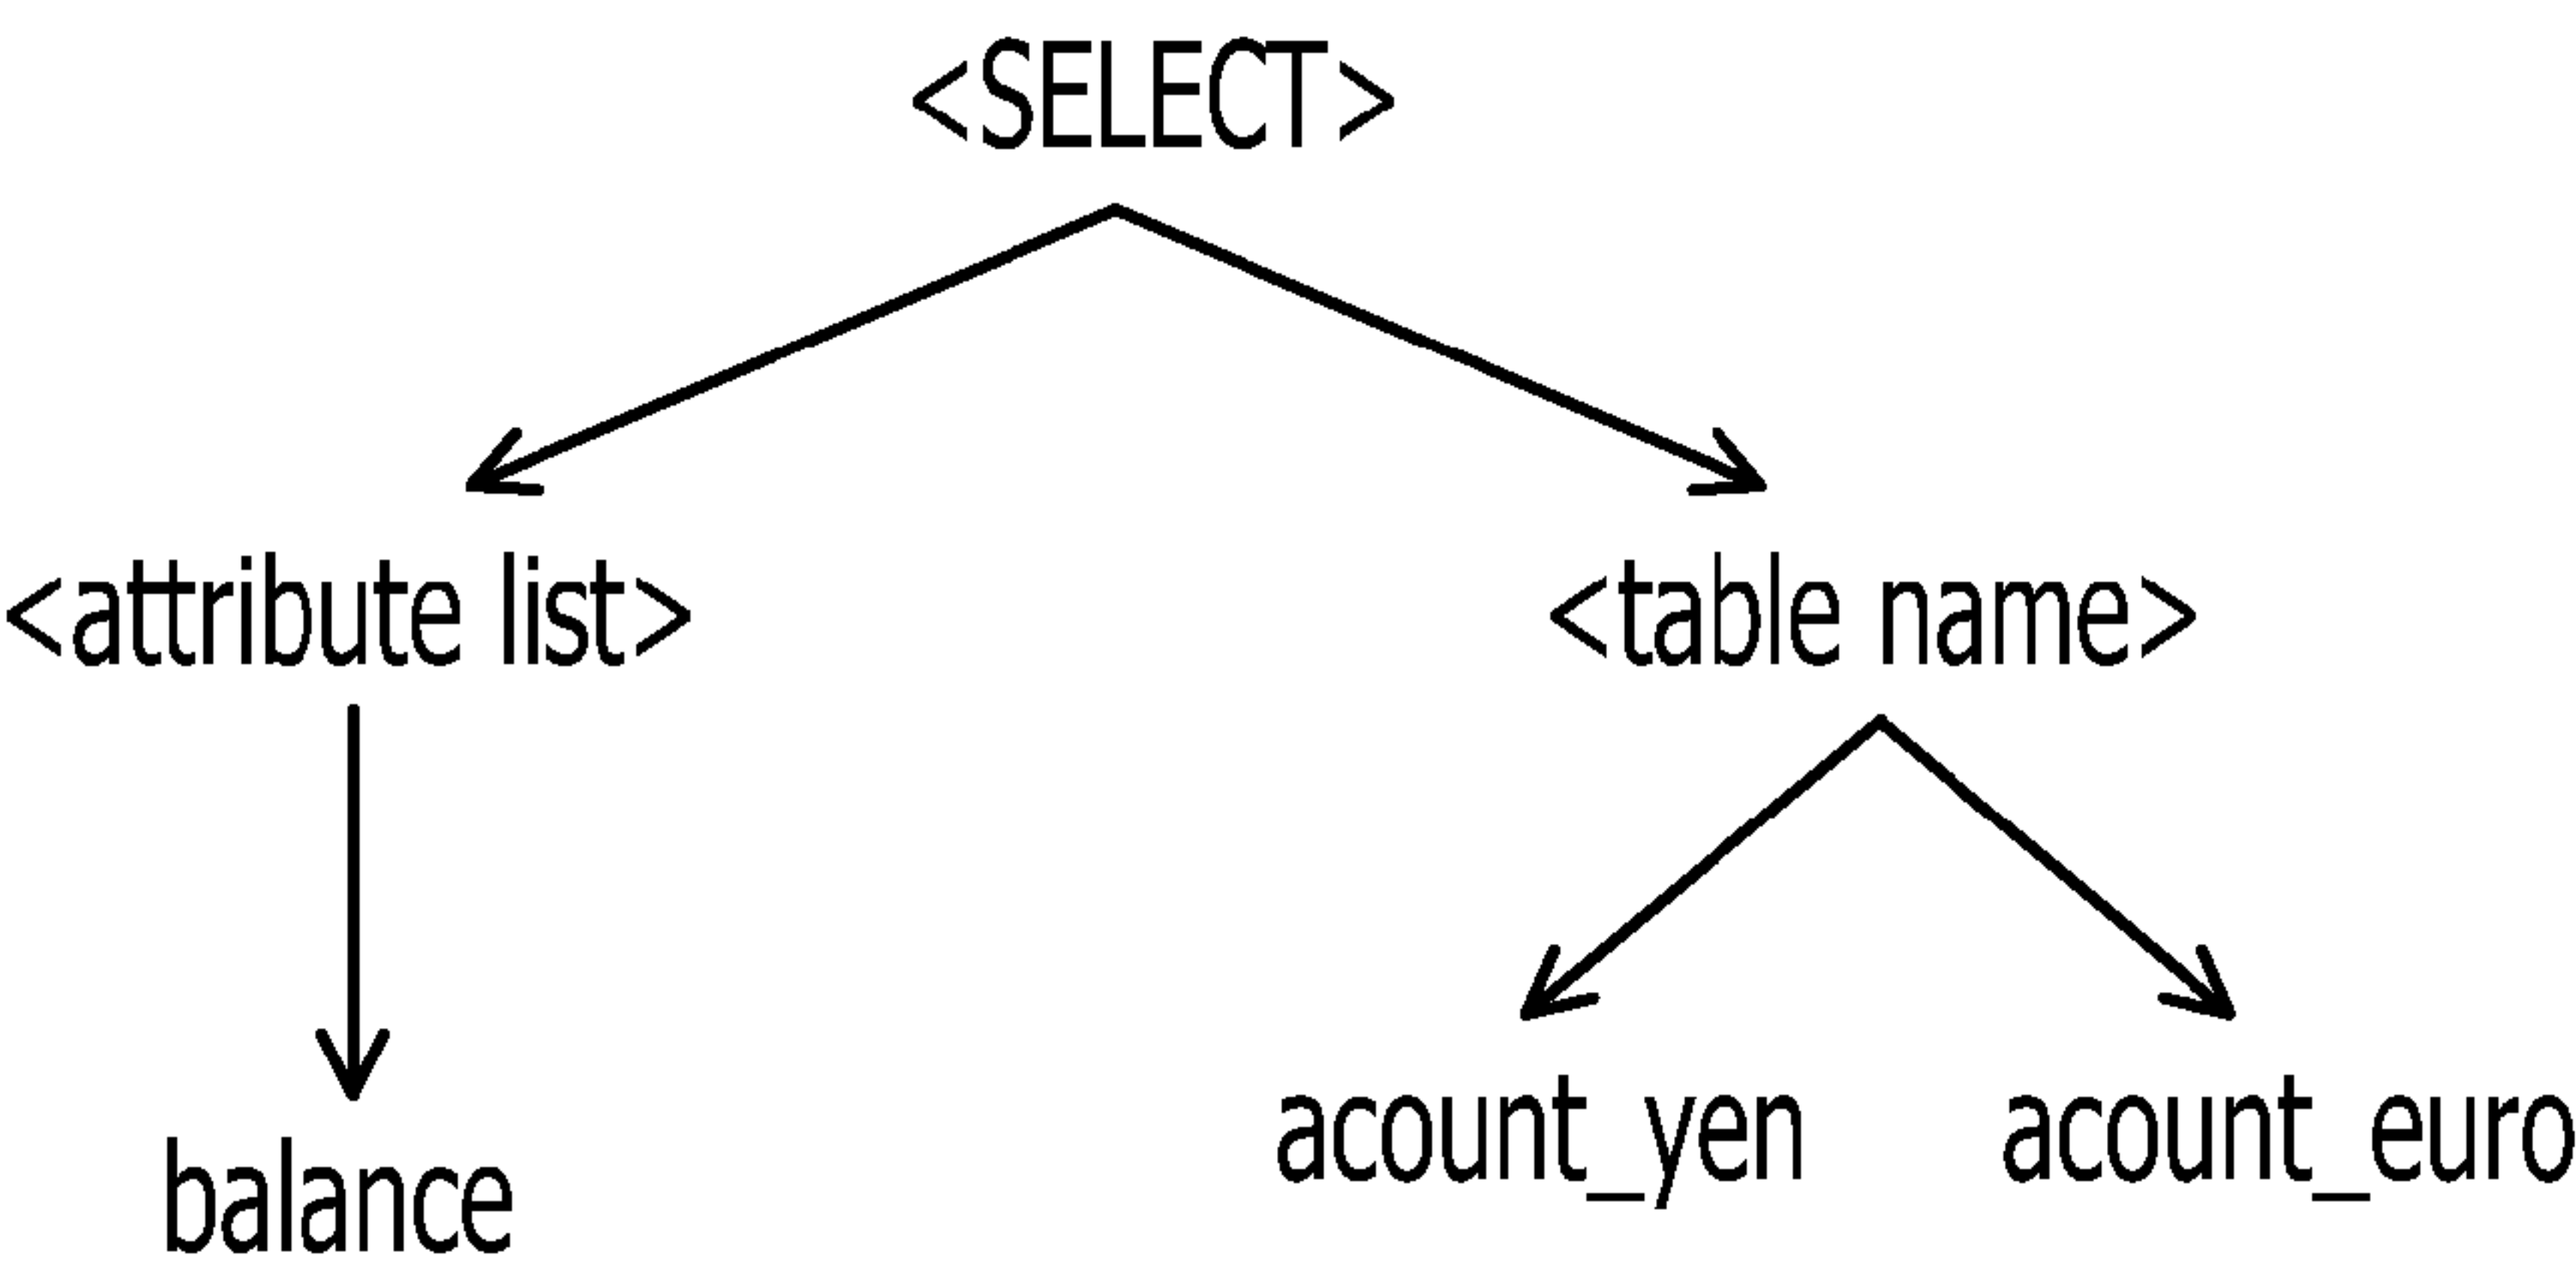 <SELECT>
<attribute list>
<table name>
acount_yen
acount_euro
balance